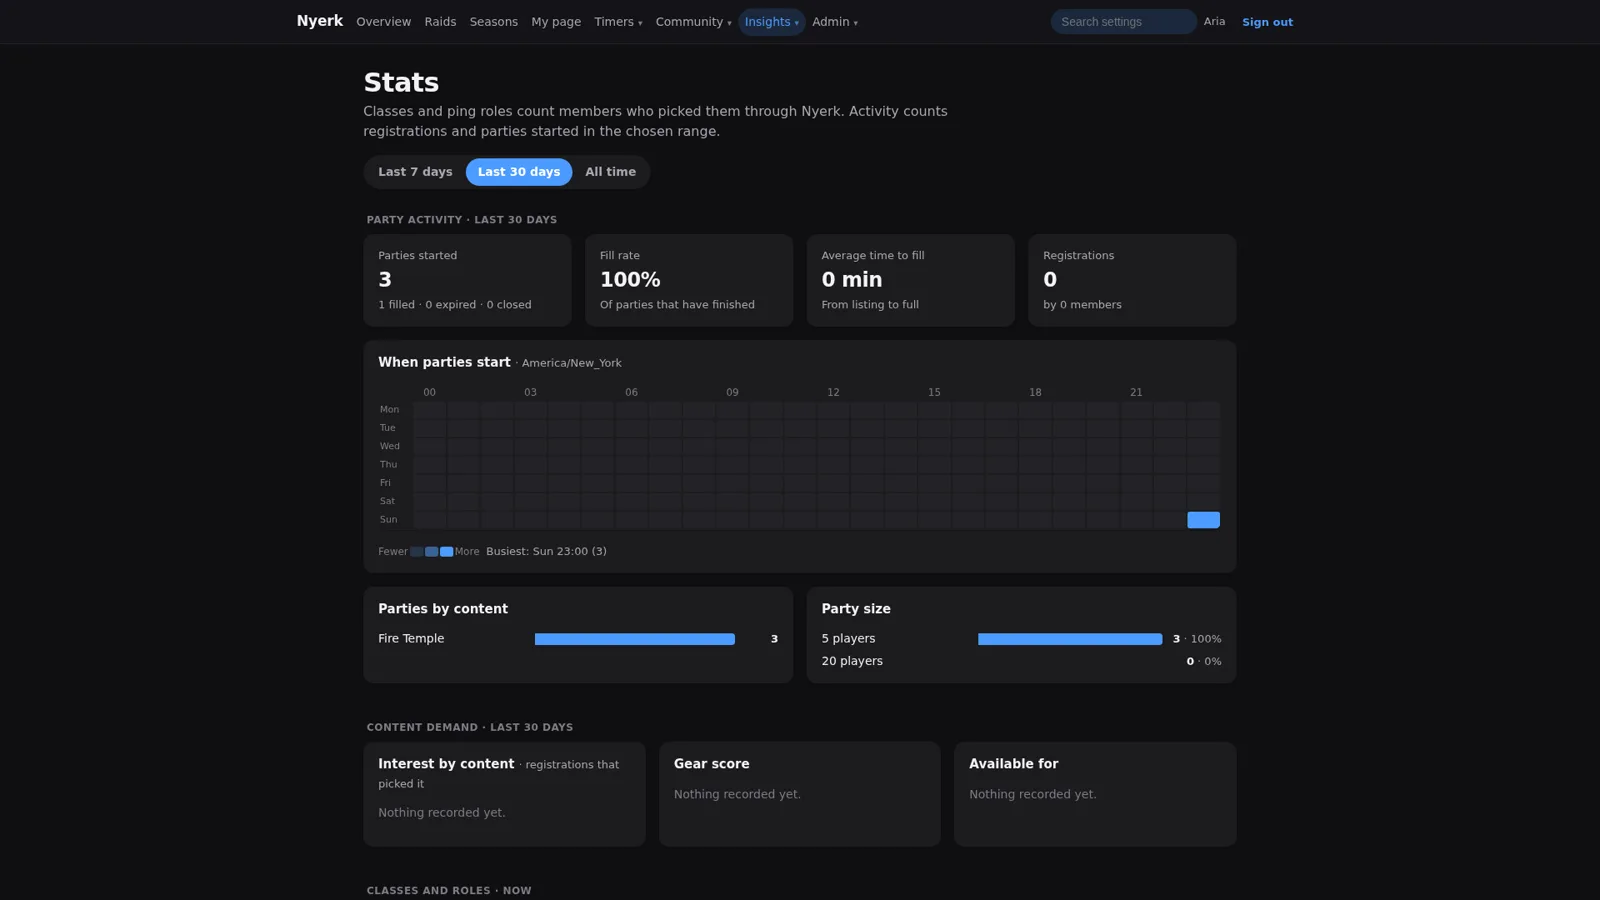 Nyerk Overview Raids Seasons My page Timers ▾ Community ▾ Insights ▾ Admin ▾ Search settings Aria Sign out
Stats
Classes and ping roles count members who picked them through Nyerk. Activity counts
registrations and parties started in the chosen range.
Last 7 days Last 30 days All time
PARTY ACTIVITY · LAST 30 DAYS
Parties started
3
1 filled · 0 expired · 0 closed
Fill rate
100%
Of parties that have finished
Average time to fill
0 min
From listing to full
Registrations
0
by 0 members
When parties start · America/New_York
00 03 06 09 12 15 18 21
Mon
Tue
Wed
Thu
Fri
Sat
Sun
Fewer More Busiest: Sun 23:00 (3)
Parties by content
Fire Temple 3
Party size
5 players 3 · 100%
20 players 0 · 0%
CONTENT DEMAND · LAST 30 DAYS
Interest by content · registrations that
picked it
Nothing recorded yet.
Gear score
Nothing recorded yet.
Available for
Nothing recorded yet.
CLASSES AND ROLES · NOW